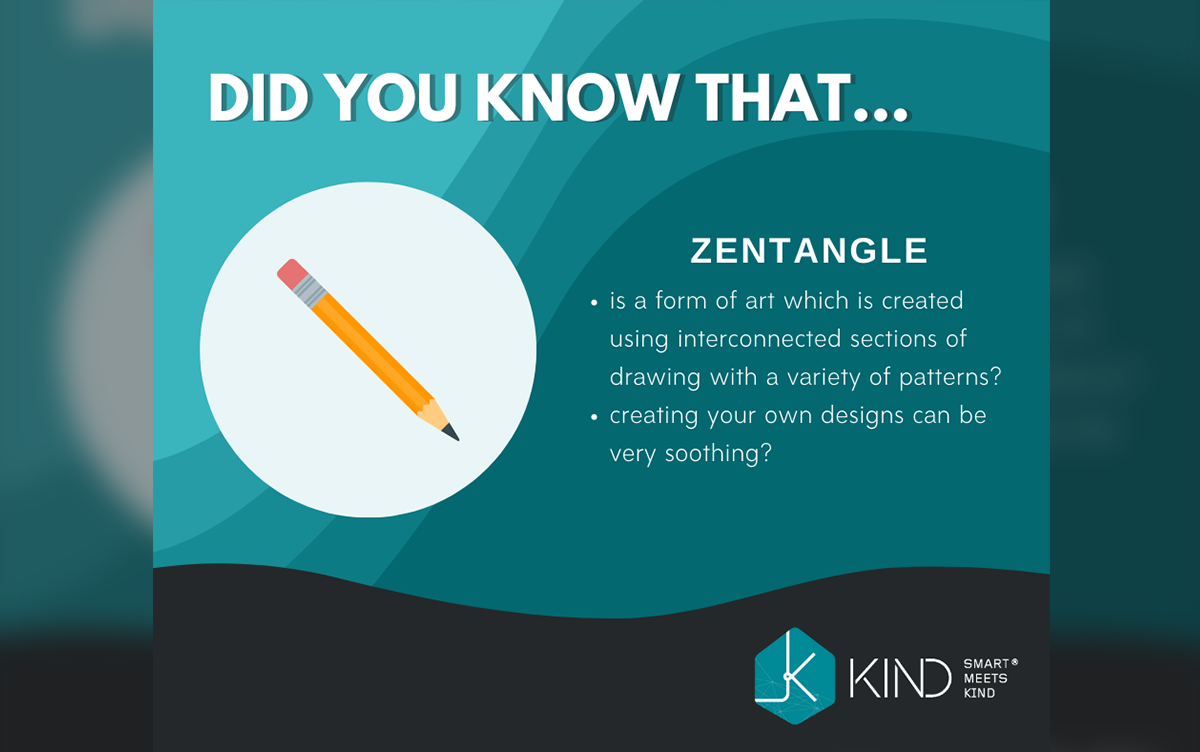 DID YOU KNOW THAT...
ZENTANGLE
• is a form of art which is created
using interconnected sections of
drawing with a variety of patterns?
• creating your own designs can be
very soothing?
KIND
SMART®
MEETS
KIND